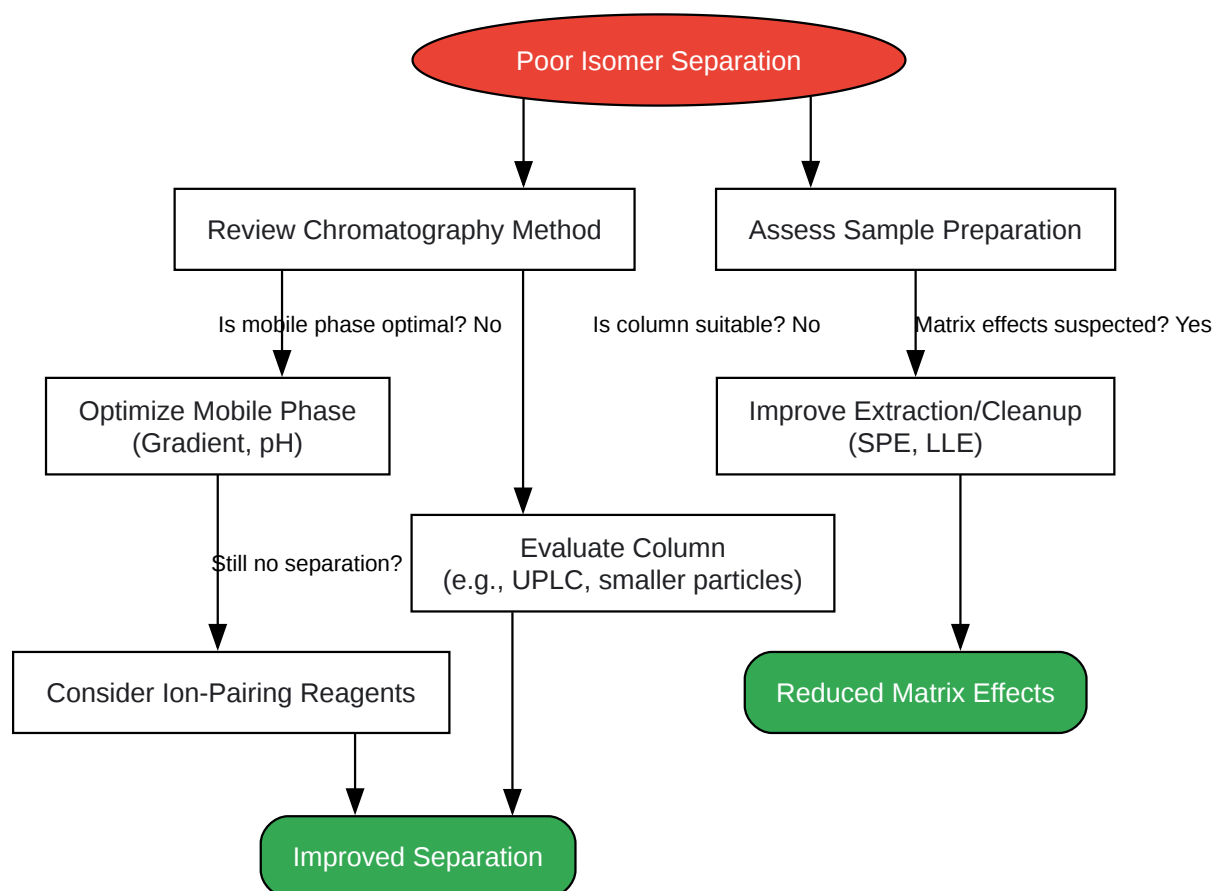 Poor Isomer Separation
Review Chromatography Method
Assess Sample Preparation
Is mobile phase optimal? No
Is column suitable? No
Matrix effects suspected? Yes
Optimize Mobile Phase
(Gradient, pH)
Improve Extraction/Cleanup
(SPE, LLE)
Still no separation?
Evaluate Column
(e.g., UPLC, smaller particles)
Consider Ion-Pairing Reagents
Reduced Matrix Effects
Improved Separation